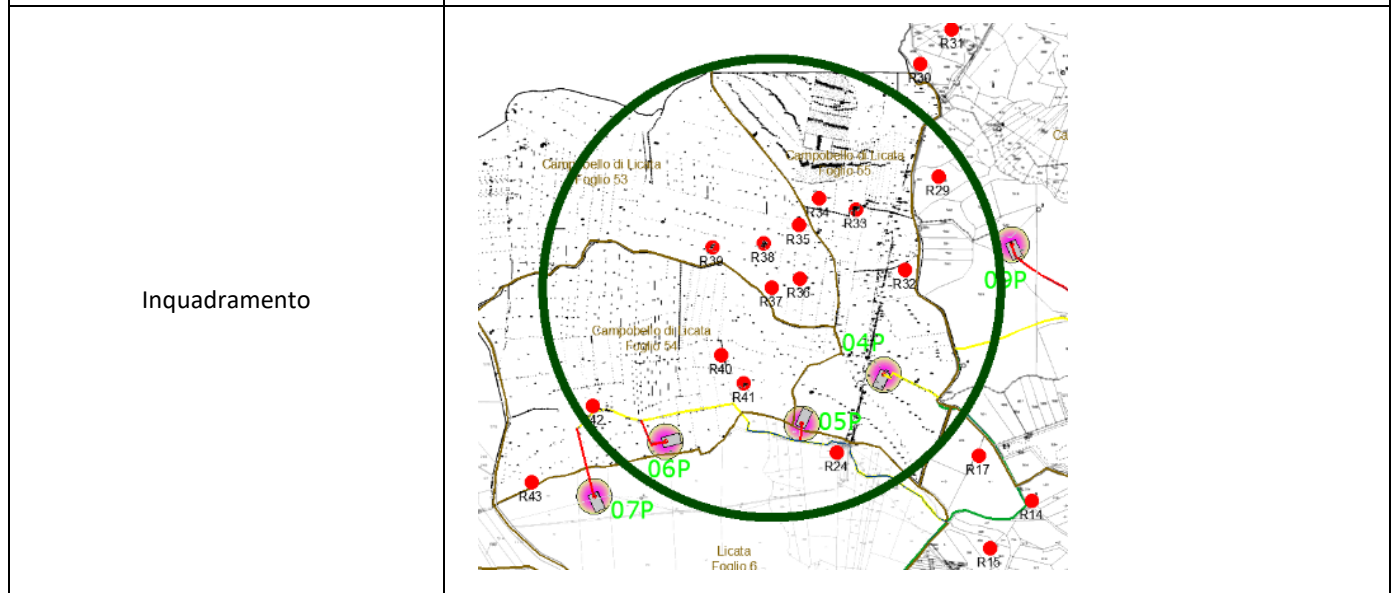 Inquadramento
R31
R30
Campobello di Licata
Foglio 53
Campobello di Licata
Foglio 55
R29
R34
R33
R35
R38
R39
R32
R36
R37
09P
Campobello di Licata
Foglio 54
04P
R40
R41
42
05P
06P
R24
R17
R43
07P
R14
Licata
Foglio 6
R15
Ca